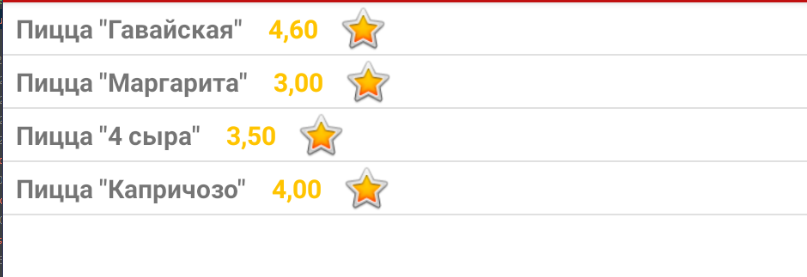 Пицца "Гавайская" 4,60
Пицца "Маргарита" 3,00
Пицца "4 сыра" 3,50
Пицца "Капричозо" 4,00